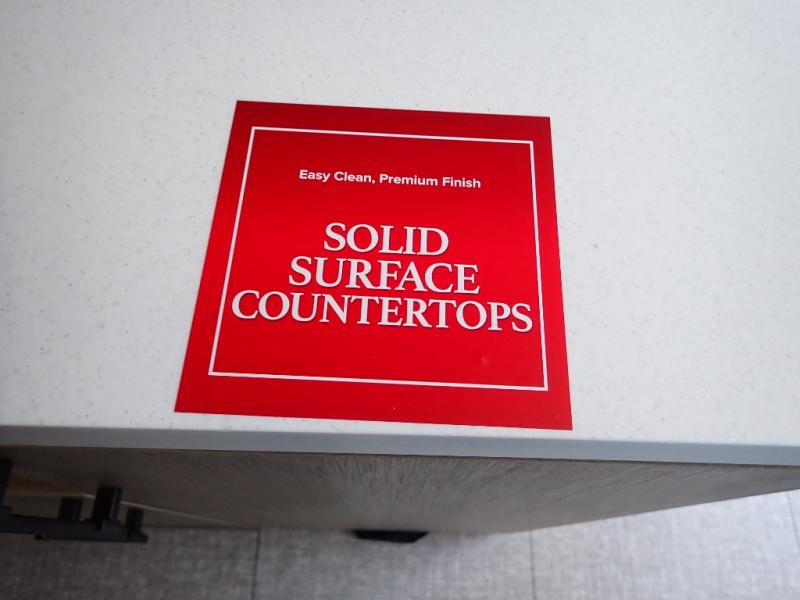 Easy Clean, Premium Finish
SOLID
SURFACE
COUNTERTOPS